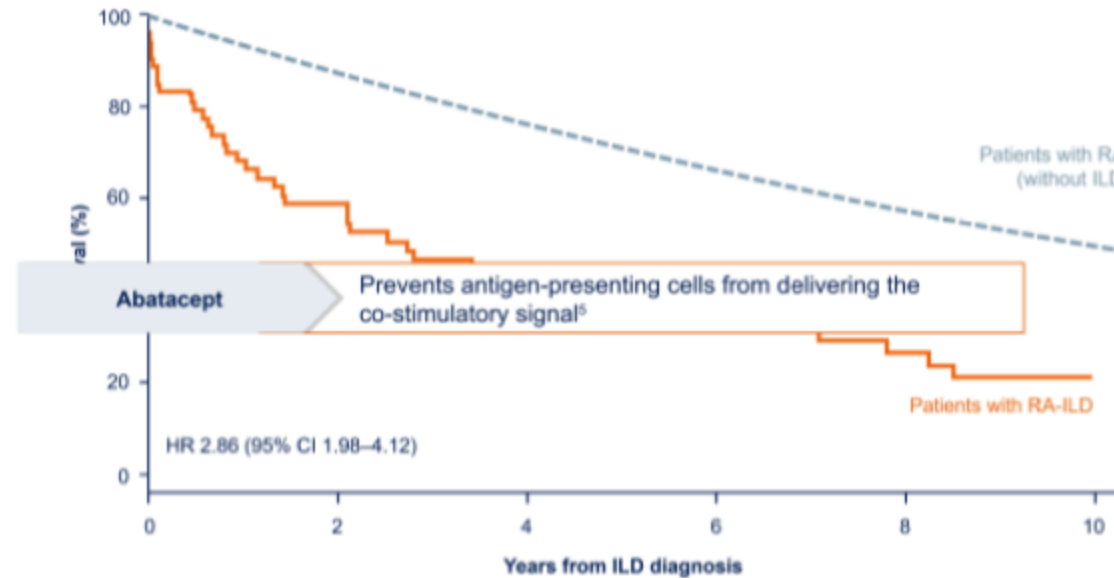 100
80
60
20
0
Patients with RA
(without ILD
Abatacept
Prevents antigen-presenting cells from delivering the
co-stimulatory signal⁵
Patients with RA-ILD
HR 2.86 (95% CI 1.98–4.12)
0 2 4 6 8 10
Years from ILD diagnosis